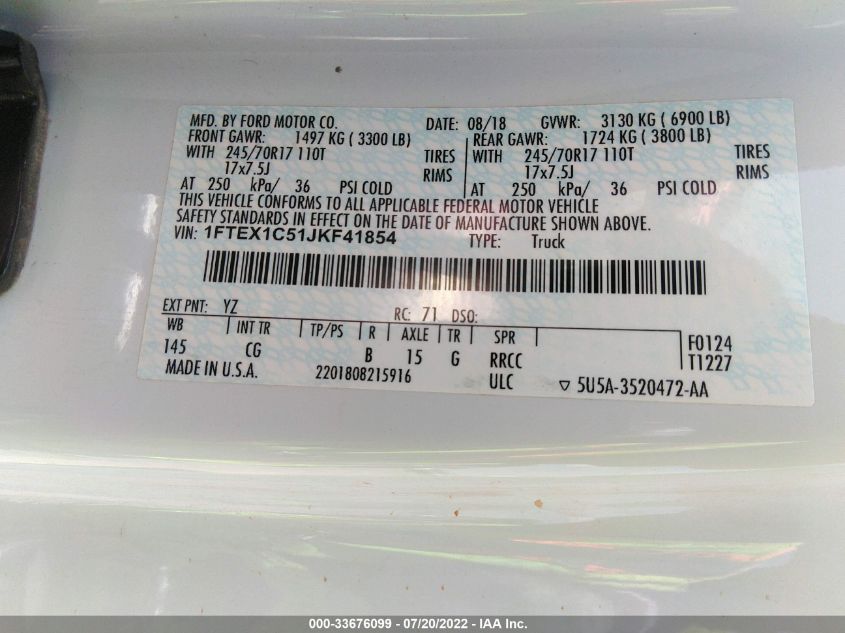 MFD. BY FORD MOTOR CO. DATE: 08/18 GVWR: 3130 KG ( 6900 LB)
FRONT GAWR: 1497 KG ( 3300 LB) REAR GAWR: 1724 KG ( 3800 LB)
WITH 245/70R17 110T TIRES WITH 245/70R17 110T TIRES
17x7.5J RIMS 17x7.5J RIMS
AT 250 kPa/ 36 PSI COLD AT 250 kPa/ 36 PSI COLD
THIS VEHICLE CONFORMS TO ALL APPLICABLE FEDERAL MOTOR VEHICLE
SAFETY STANDARDS IN EFFECT ON THE DATE OF MANUFACTURE SHOWN ABOVE.
VIN: 1FTEX1C51JKF41854 TYPE: Truck
EXT PNT: YZ RC: 71 DSO:
WB INT TR TP/PS R AXLE TR SPR F0124
145 CG B 15 G RRCC T1227
MADE IN U.S.A. 2201808215916 ULC ▽ 5U5A-3520472-AA
000-33676099 - 07/20/2022 - IAA Inc.